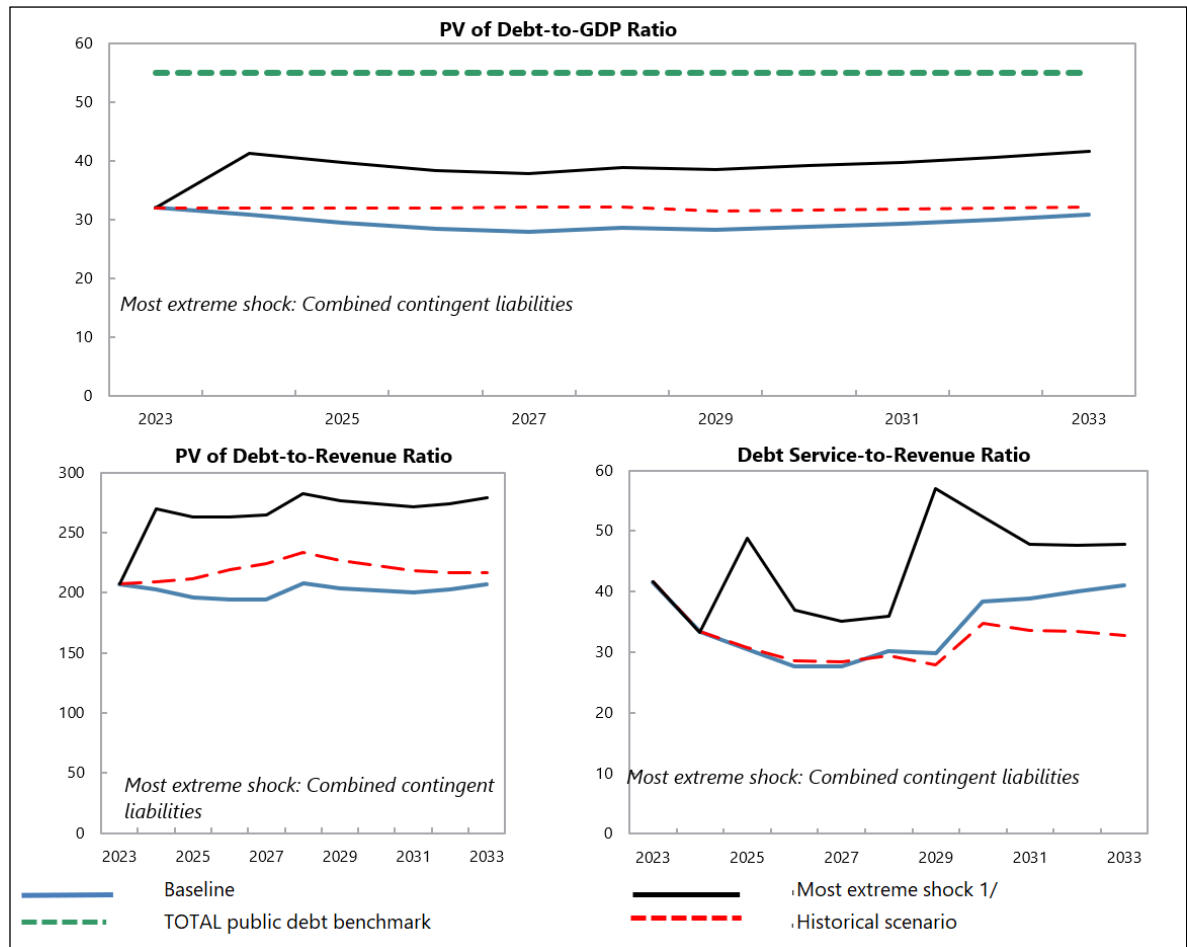 PV of Debt-to-GDP Ratio
60
50
40
30
20
10
0
Most extreme shock: Combined contingent liabilities
2023 2025 2027 2029 2031 2033
PV of Debt-to-Revenue Ratio
300
250
200
150
100
50
0
Most extreme shock: Combined contingent
liabilities
2023 2025 2027 2029 2031 2033
Debt Service-to-Revenue Ratio
60
50
40
30
20
10
0
Most extreme shock: Combined contingent liabilities
2023 2025 2027 2029 2031 2033
Baseline
Most extreme shock 1/
TOTAL public debt benchmark
Historical scenario